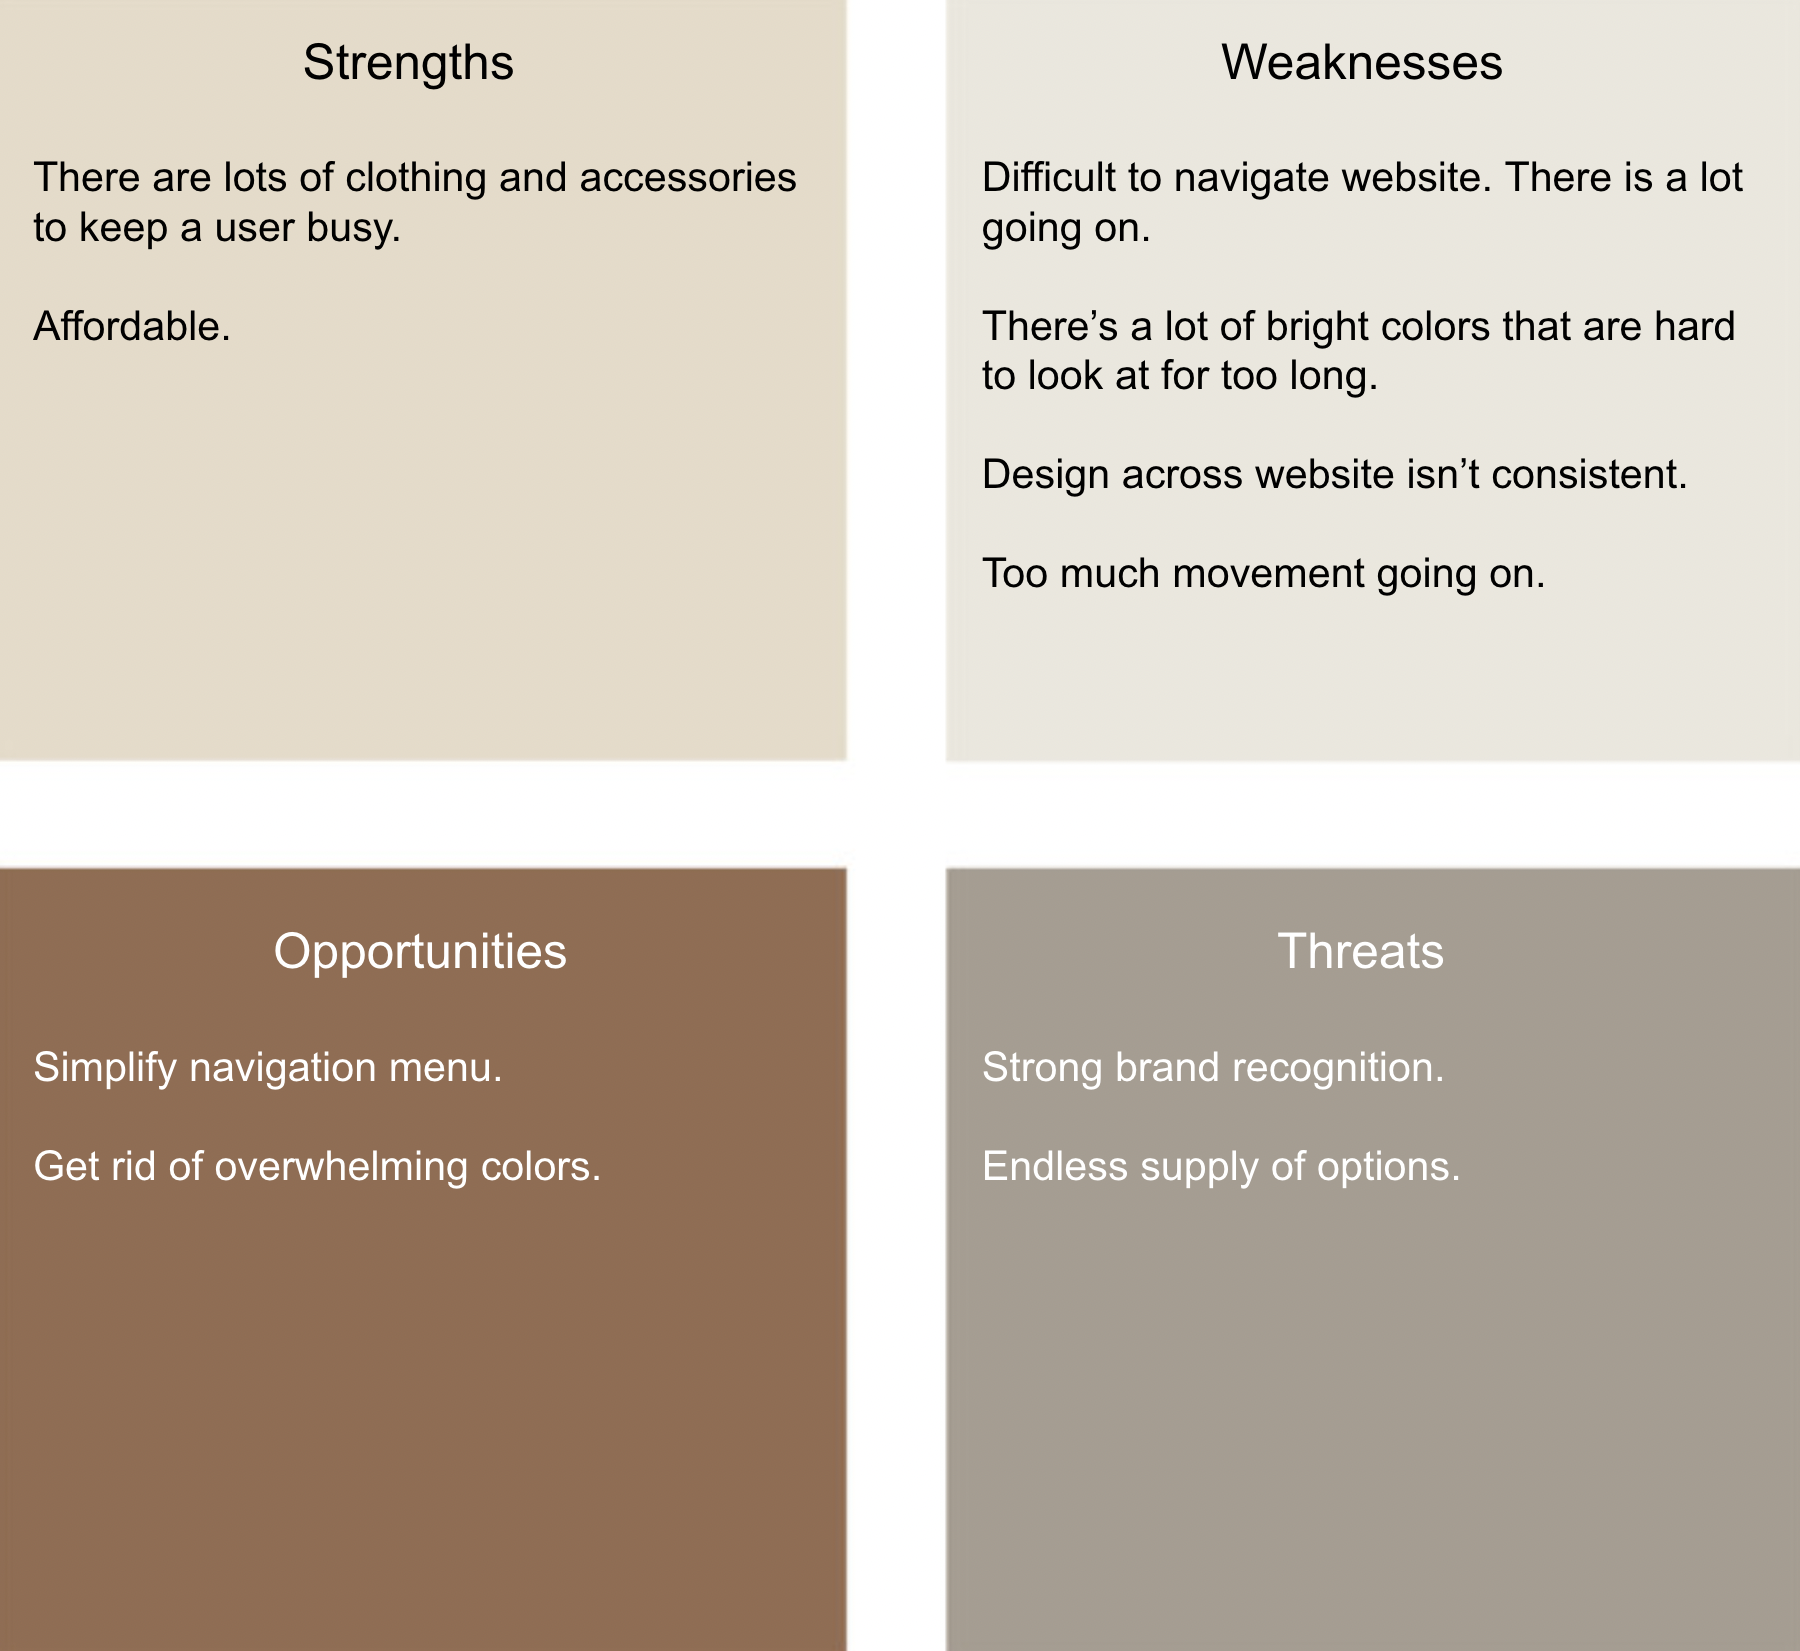 Strengths
There are lots of clothing and accessories
to keep a user busy.
Affordable.
Weaknesses
Difficult to navigate website. There is a lot
going on.
There’s a lot of bright colors that are hard
to look at for too long.
Design across website isn’t consistent.
Too much movement going on.
Opportunities
Simplify navigation menu.
Get rid of overwhelming colors.
Threats
Strong brand recognition.
Endless supply of options.